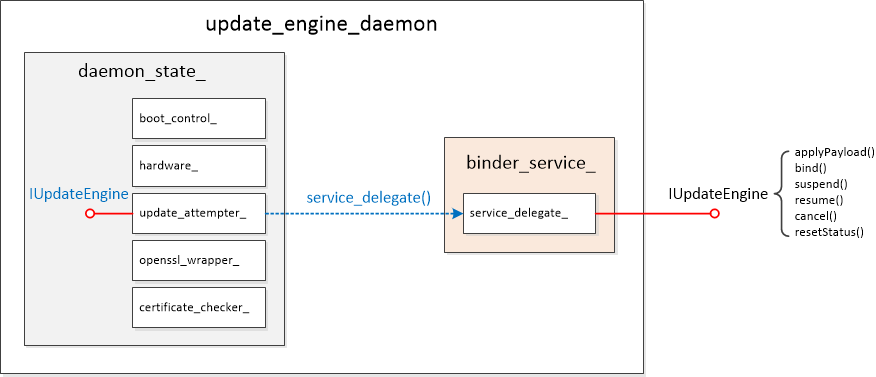 update_engine_daemon
daemon_state_
boot_control_
hardware_
IUpdateEngine
update_attempter_
openssl_wrapper_
certificate_checker_
service_delegate()
binder_service_
service_delegate_
IUpdateEngine
applyPayload()
bind()
suspend()
resume()
cancel()
resetStatus()